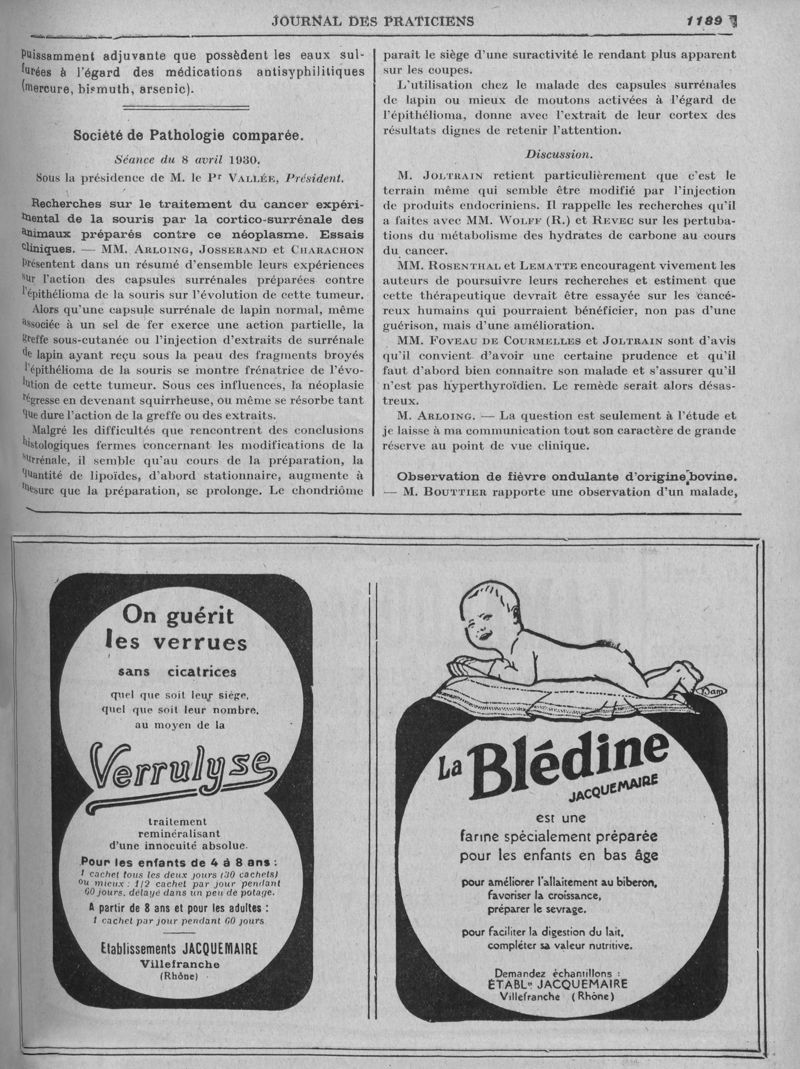 JOURNAL DES PRATICIENS
1189
puissamment adjuvante que possèdent les eaux sul-
furées à l'égard des médications antisyphilitiques
(mercure, bismuth, arsenic).
Société de Pathologie comparée.
Séance du 8 avril 1930.
Sous la présidence de M. le Pr VALLÉE, Président.
Recherches sur le traitement du cancer expéri-
mental de la souris par la cortico-surrénale des
animaux préparés contre ce néoplasme. Essais
cliniques. — MM. ARLOING, JOSSERAND et CHARACHON
présentent dans un résumé d'ensemble leurs expériences
sur l'action des capsules surrénales préparées contre
l'épithélioma de la souris sur l'évolution de cette tumeur.
Alors qu'une capsule surrénale de lapin normal, même
associée à un sel de fer exerce une action partielle, la
greffe sous-cutanée ou l'injection d'extraits de surrénale
de lapin ayant reçu sous la peau des fragments broyés
l'épithélioma de la souris se montre frénatrice de l'évo-
lution de cette tumeur. Sous ces influences, la néoplasie
régresse en devenant squirrheuse, ou même se résorbe tant
que dure l'action de la greffe ou des extraits.
Malgré les difficultés que rencontrent des conclusions
histologiques fermes concernant les modifications de la
surrénale, il semble qu'au cours de la préparation, la
quantité de lipoïdes, d'abord stationnaire, augmente à
mesure que la préparation, se prolonge. Le chondriôme
paraît le siège d'une suractivité le rendant plus apparent
sur les coupes.
L'utilisation chez le malade des capsules surrénales
de lapin ou mieux de moutons activées à l'égard de
l'épithélioma, donne avec l'extrait de leur cortex des
résultats dignes de retenir l'attention.
Discussion.
M. JOLTRAIN retient particulièrement que c'est le
terrain même qui semble être modifié par l'injection
de produits endocriniens. Il rappelle les recherches qu'il
a faites avec MM. WOLFF (R.) et REVEC sur les pertuba-
tions du métabolisme des hydrates de carbone au cours
du cancer.
MM. ROSENTHAL et LEMATTE encouragent vivement les
auteurs de poursuivre leurs recherches et estiment que
cette thérapeutique devrait être essayée sur les cancé-
reux humains qui pourraient bénéficier, non pas d'une
guérison, mais d'une amélioration.
MM. FOVEAU DE COURMELLES et JOLTRAIN sont d'avis
qu'il convient d'avoir une certaine prudence et qu'il
faut d'abord bien connaître son malade et s'assurer qu'il
n'est pas hyperthyroïdien. Le remède serait alors désas-
treux.
M. ARLOING. — La question est seulement à l'étude et
je laisse à ma communication tout son caractère de grande
réserve au point de vue clinique.
Observation de fièvre ondulante d'origine bovine.
— M. BOUTTIER rapporte une observation d'un malade,
On guérit
les verrues
sans cicatrices
quel que soit leur siège,
quel que soit leur nombre,
au moyen de la
Verrulyse
traitement
reminéralisant
d'une innocuité absolue.
Pour les enfants de 4 à 8 ans :
1 cachet tous les deux jours (30 cachets)
ou mieux : 1/2 cachet par jour pendant
60 jours, délayé dans un peu de potage.
A partir de 8 ans et pour les adultes :
1 cachet par jour pendant 60 jours
Etablissements JACQUEMAIRE
Villefranche
(Rhône)
Dam
La Blédine
JACQUEMAIRE
est une
farine spécialement préparée
pour les enfants en bas âge
pour améliorer l'allaitement au biberon,
favoriser la croissance,
préparer le sevrage.
pour faciliter la digestion du lait,
compléter sa valeur nutritive.
Demandez échantillons :
ÉTABLts JACQUEMAIRE
Villefranche (Rhône)